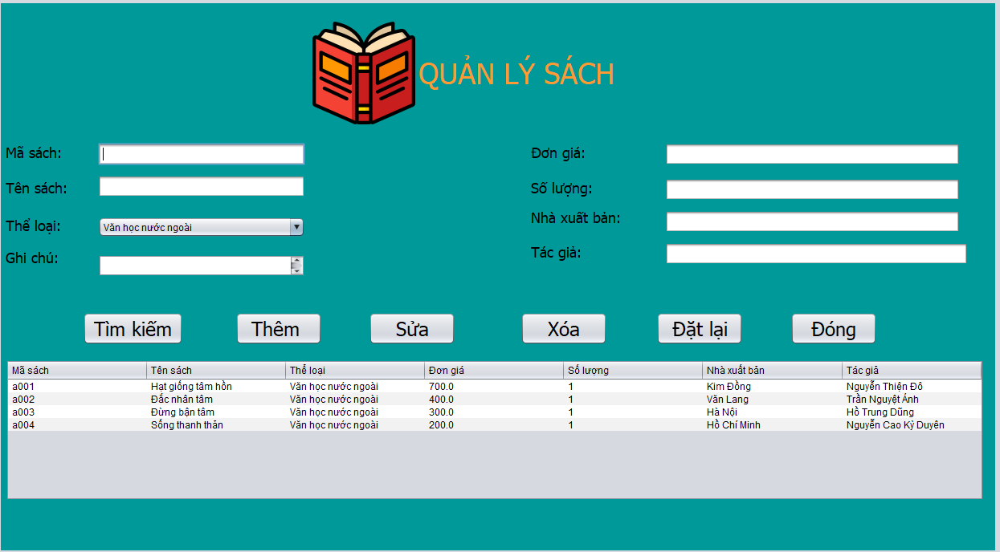 QUẢN LÝ SÁCH
Mã sách:
Đơn giá:
Tên sách:
Số lượng:
Thể loại:
Văn học nước ngoài
Nhà xuất bản:
Ghi chú:
Tác giả:
Tìm kiếm Thêm Sửa Xóa Đặt lại Đóng
Mã sách Tên sách Thể loại Đơn giá Số lượng Nhà xuất bản Tác giả
a001 Hạt giống tâm hồn Văn học nước ngoài 700.0 1 Kim Đồng Nguyễn Thiện Đô
a002 Đắc nhân tâm Văn học nước ngoài 400.0 1 Văn Lang Trần Nguyệt Ánh
a003 Đừng bận tâm Văn học nước ngoài 300.0 1 Hà Nội Hồ Trung Dũng
a004 Sống thanh thản Văn học nước ngoài 200.0 1 Hồ Chí Minh Nguyễn Cao Kỳ Duyên